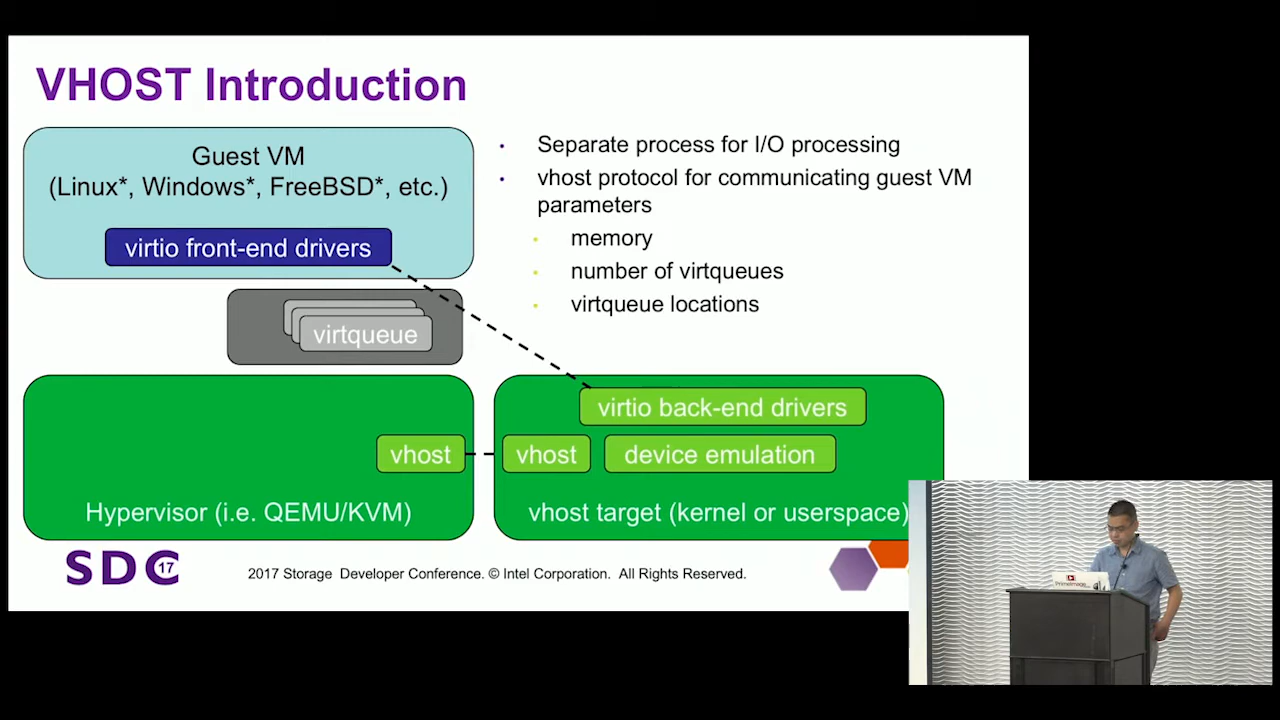 VHOST Introduction
Guest VM
(Linux*, Windows*, FreeBSD*, etc.)
virtio front-end drivers
virtqueue
vhost
Hypervisor (i.e. QEMU/KVM)
• Separate process for I/O processing
• vhost protocol for communicating guest VM
parameters
• memory
• number of virtqueues
• virtqueue locations
virtio back-end drivers
vhost
device emulation
vhost target (kernel or userspace)
SDC 17
2017 Storage Developer Conference. © Intel Corporation. All Rights Reserved.
PrimeImage